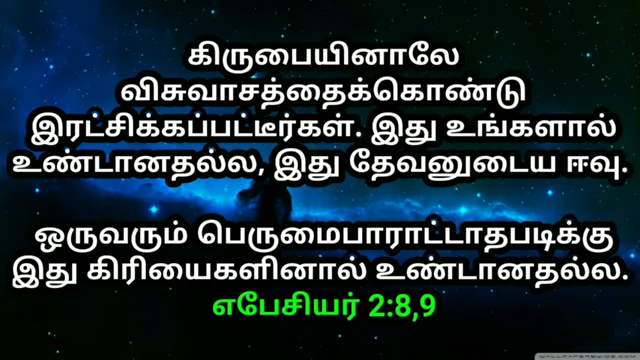 கிருபையினாலே
விசுவாசத்தைக்கொண்டு
இரட்சிக்கப்பட்டீர்கள். இது உங்களால்
உண்டானதல்ல, இது தேவனுடைய ஈவு.
ஒருவரும் பெருமைபாராட்டாதபடிக்கு
இது கிரியைகளினால் உண்டானதல்ல.
எபேசியர் 2:8,9